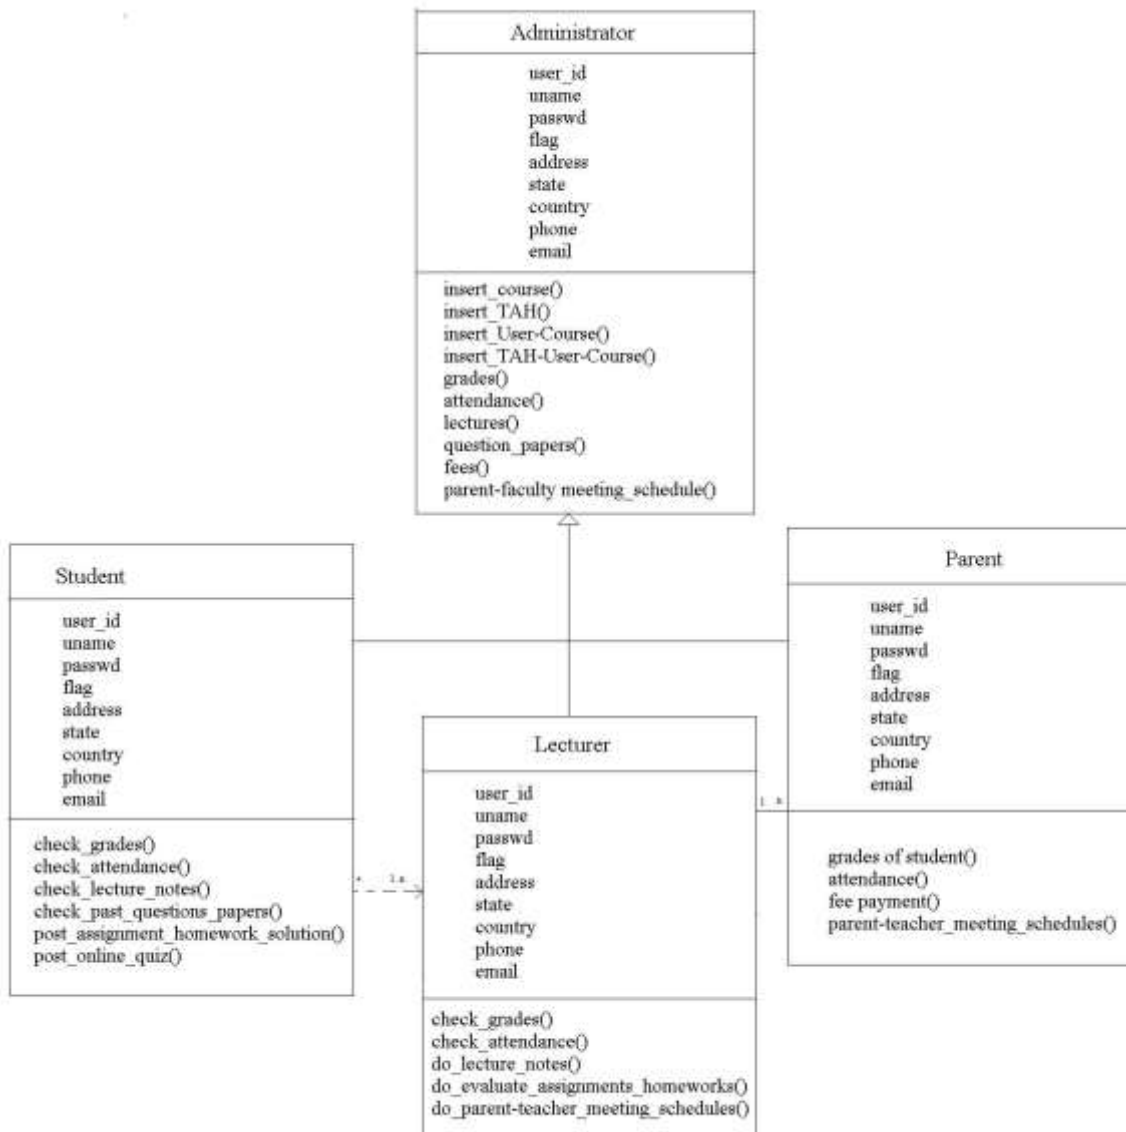 Administrator
user_id
uname
passwd
flag
address
state
country
phone
email
insert_course()
insert_TAH()
insert_User-Course()
insert_TAH-User-Course()
grades()
attendance()
lectures()
question_papers()
fees()
parent-faculty meeting_schedule()
Student
user_id
uname
passwd
flag
address
state
country
phone
email
check_grades()
check_attendance()
check_lecture_notes()
check_past_questions_papers()
post_assignment_homework_solution()
post_online_quiz()
Lecturer
user_id
uname
passwd
flag
address
state
country
phone
email
check_grades()
check_attendance()
do_lecture_notes()
do_evaluate_assignments_homeworks()
do_parent-teacher_meeting_schedules()
Parent
user_id
uname
passwd
flag
address
state
country
phone
email
grades of student()
attendance()
fee payment()
parent-teacher_meeting_schedules()